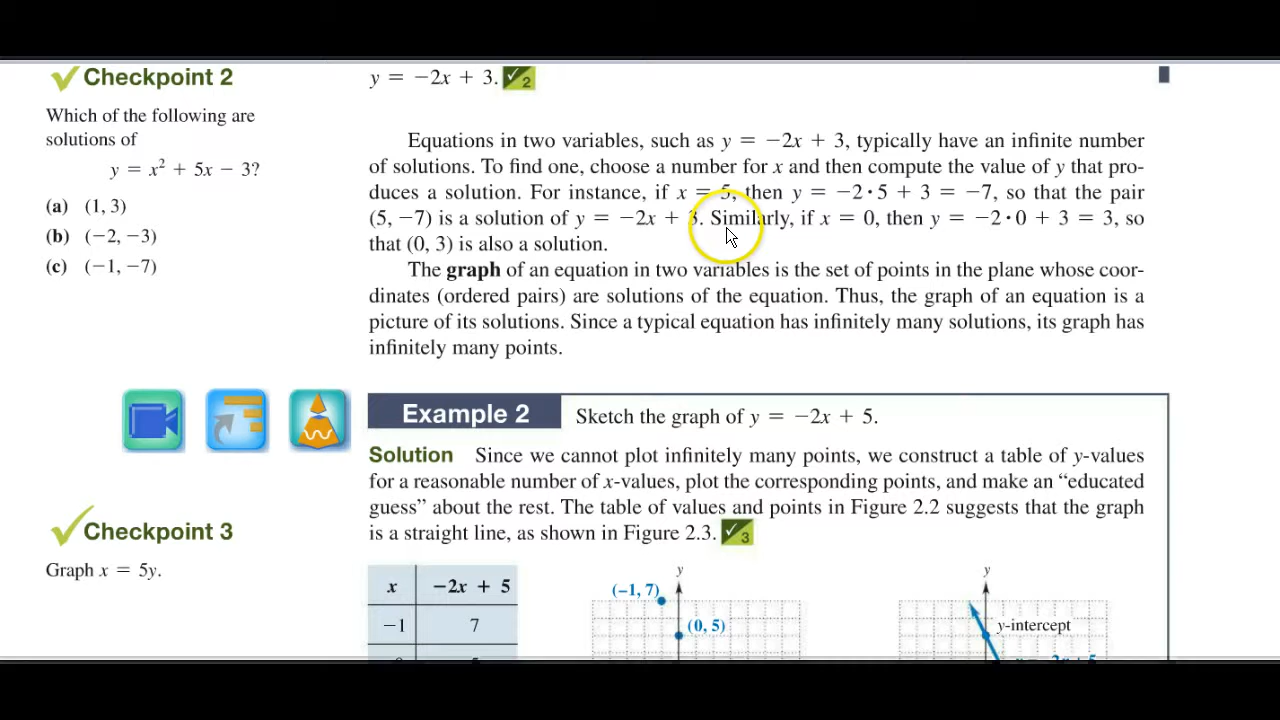 Checkpoint 2
Which of the following are
solutions of
y = x² + 5x − 3?
(a) (1, 3)
(b) (−2, −3)
(c) (−1, −7)
y = −2x + 3. ✓2
Equations in two variables, such as y = −2x + 3, typically have an infinite number
of solutions. To find one, choose a number for x and then compute the value of y that pro-
duces a solution. For instance, if x = 5, then y = −2 · 5 + 3 = −7, so that the pair
(5, −7) is a solution of y = −2x + 3. Similarly, if x = 0, then y = −2 · 0 + 3 = 3, so
that (0, 3) is also a solution.
The graph of an equation in two variables is the set of points in the plane whose coor-
dinates (ordered pairs) are solutions of the equation. Thus, the graph of an equation is a
picture of its solutions. Since a typical equation has infinitely many solutions, its graph has
infinitely many points.
Example 2 Sketch the graph of y = −2x + 5.
Solution Since we cannot plot infinitely many points, we construct a table of y-values
for a reasonable number of x-values, plot the corresponding points, and make an “educated
guess” about the rest. The table of values and points in Figure 2.2 suggests that the graph
is a straight line, as shown in Figure 2.3. ✓3
Checkpoint 3
Graph x = 5y.
x −2x + 5
−1 7
y
(−1, 7)
(0, 5)
y
y-intercept